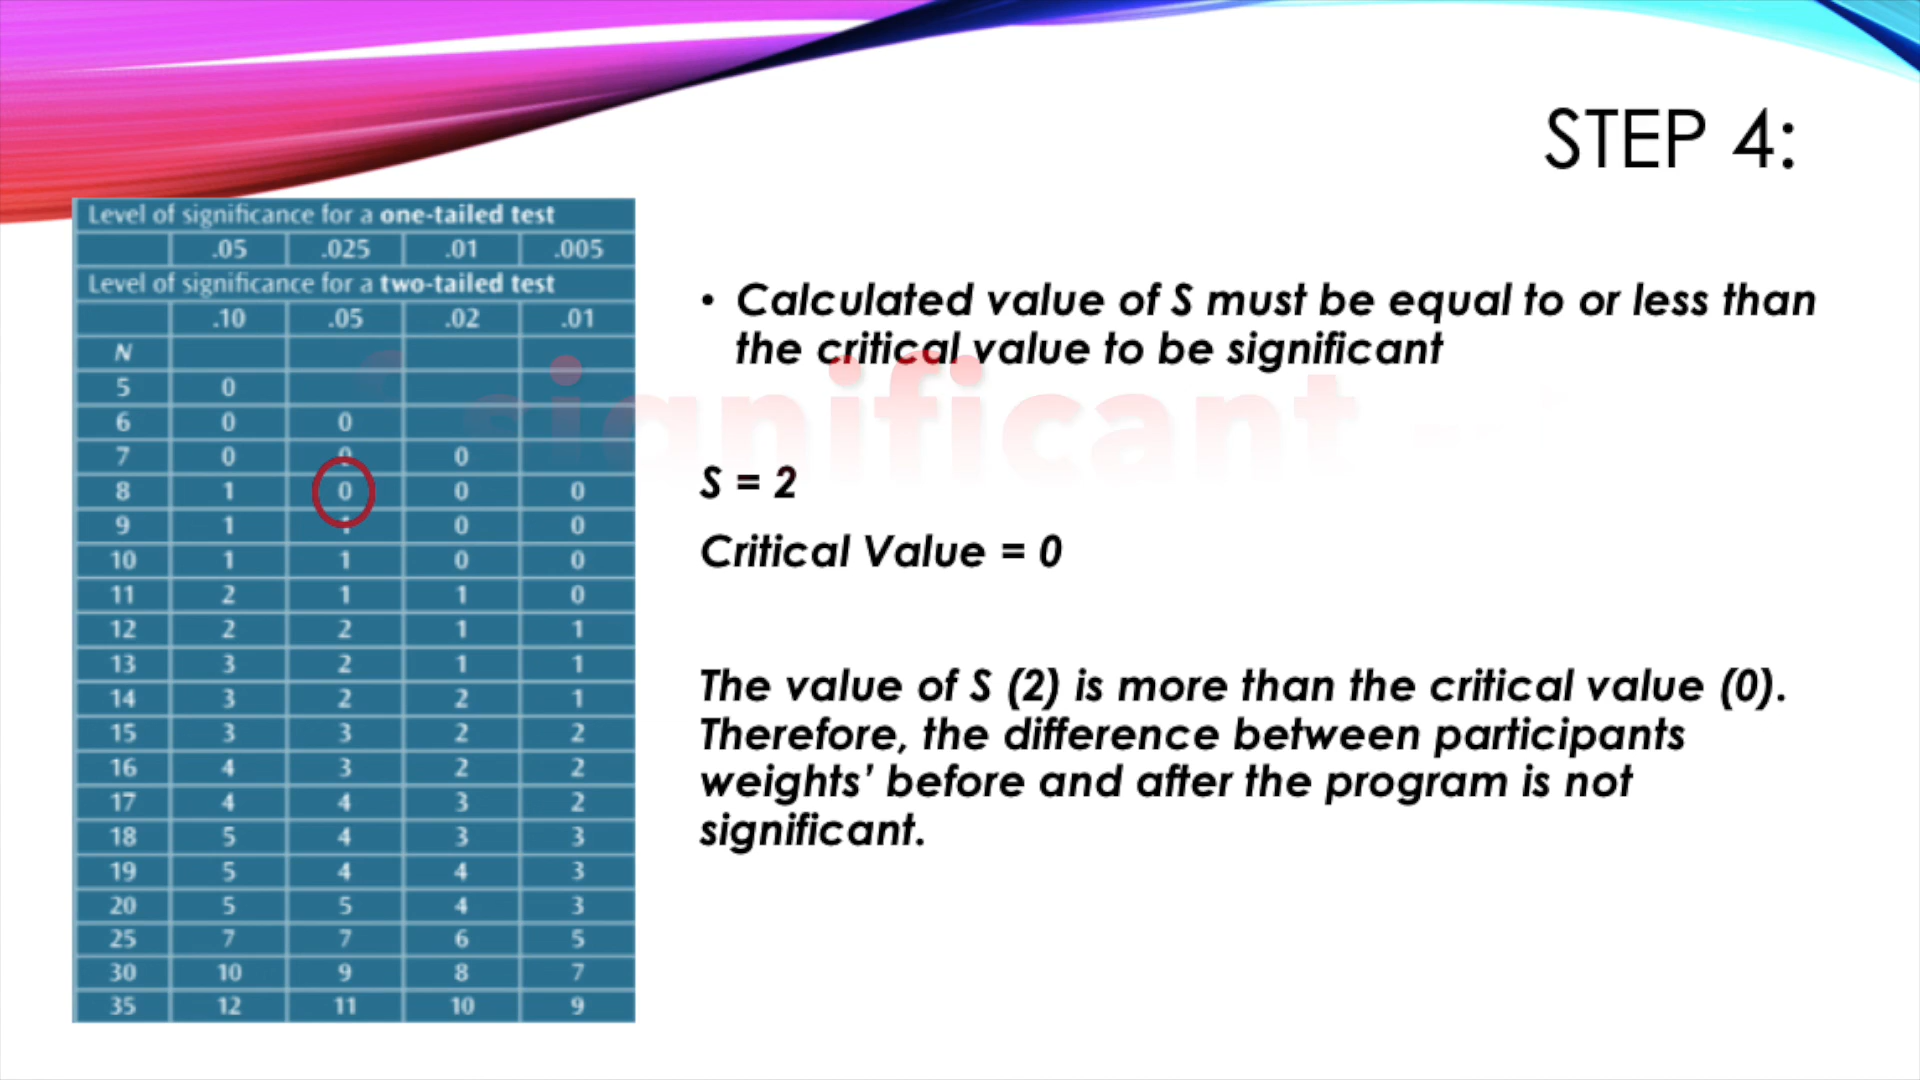 STEP 4:
Level of significance for a one-tailed test
.05 .025 .01 .005
Level of significance for a two-tailed test
.10 .05 .02 .01
N
5 0
6 0 0
7 0 0 0
8 1 0 0 0
9 1 1 0 0
10 1 1 0 0
11 2 1 1 0
12 2 2 1 1
13 3 2 1 1
14 3 2 2 1
15 3 3 2 2
16 4 3 2 2
17 4 4 3 2
18 5 4 3 3
19 5 4 4 3
20 5 5 4 3
25 7 7 6 5
30 10 9 8 7
35 12 11 10 9
• Calculated value of S must be equal to or less than
the critical value to be significant
significant
S = 2
Critical Value = 0
The value of S (2) is more than the critical value (0).
Therefore, the difference between participants
weights’ before and after the program is not
significant.